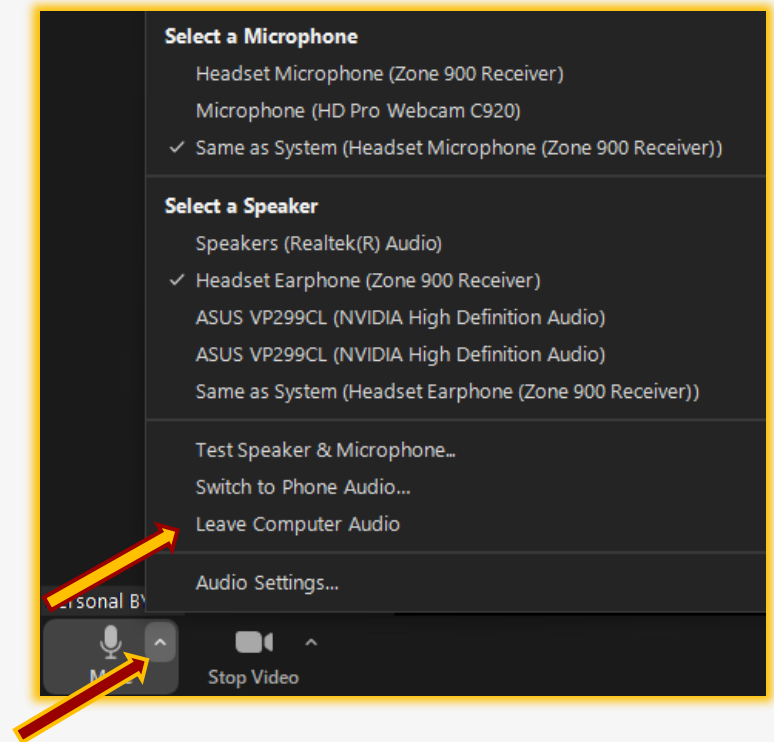 Select a Microphone
Headset Microphone (Zone 900 Receiver)
Microphone (HD Pro Webcam C920)
✓ Same as System (Headset Microphone (Zone 900 Receiver))
Select a Speaker
Speakers (Realtek(R) Audio)
✓ Headset Earphone (Zone 900 Receiver)
ASUS VP299CL (NVIDIA High Definition Audio)
ASUS VP299CL (NVIDIA High Definition Audio)
Same as System (Headset Earphone (Zone 900 Receiver))
Test Speaker & Microphone...
Switch to Phone Audio...
Leave Computer Audio
Audio Settings...
Stop Video